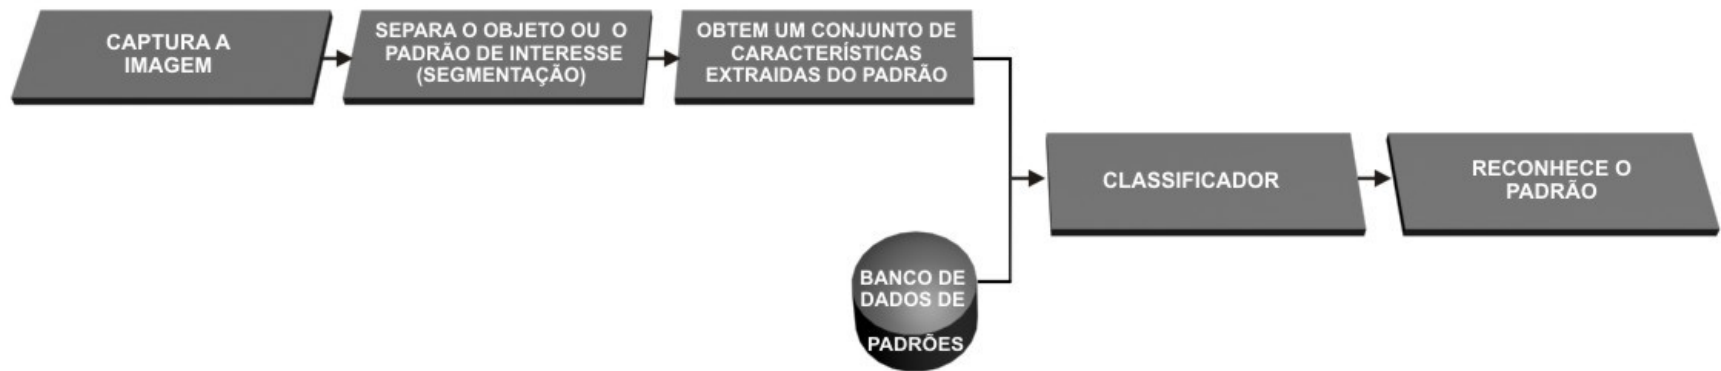 CAPTURA A
IMAGEM
SEPARA O OBJETO OU O
PADRÃO DE INTERESSE
(SEGMENTAÇÃO)
OBTEM UM CONJUNTO DE
CARACTERÍSTICAS
EXTRAIDAS DO PADRÃO
CLASSIFICADOR
RECONHECE O
PADRÃO
BANCO DE
DADOS DE
PADRÕES